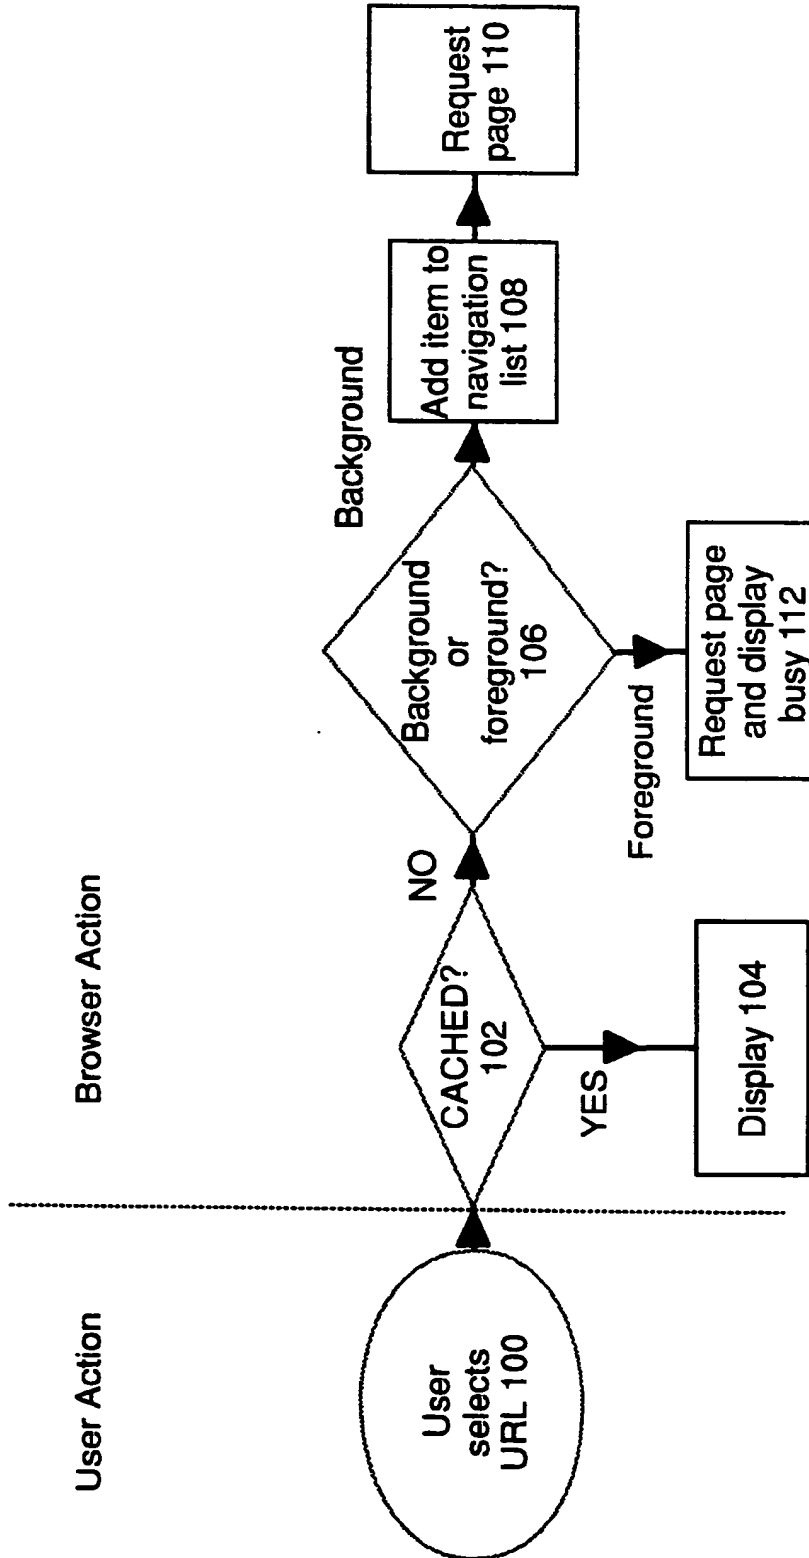 User Action
Browser Action
User
selects
URL 100
CACHED?
102
YES
Display 104
NO
Background
or
foreground?
106
Foreground
Request page
and display
busy 112
Background
Add item to
navigation
list 108
Request
page 110